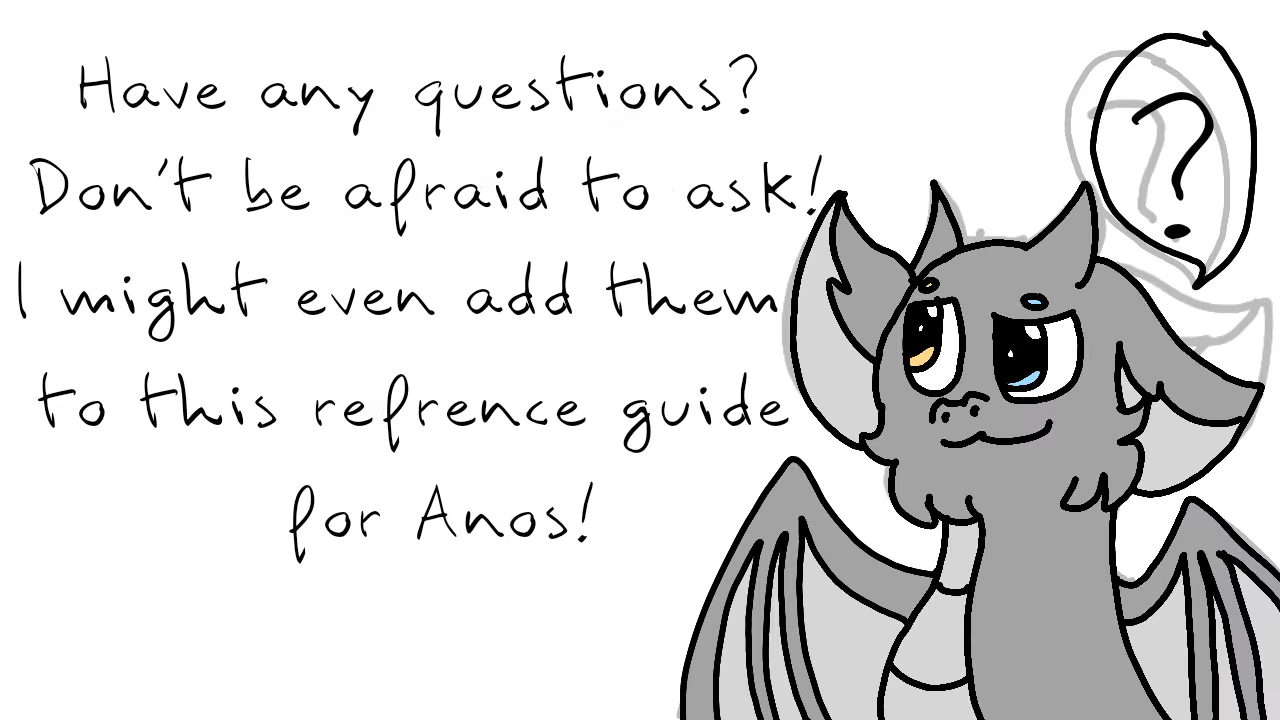 Have any questions?
Don't be afraid to ask!
I might even add them
to this refrence guide
for Anos!
?